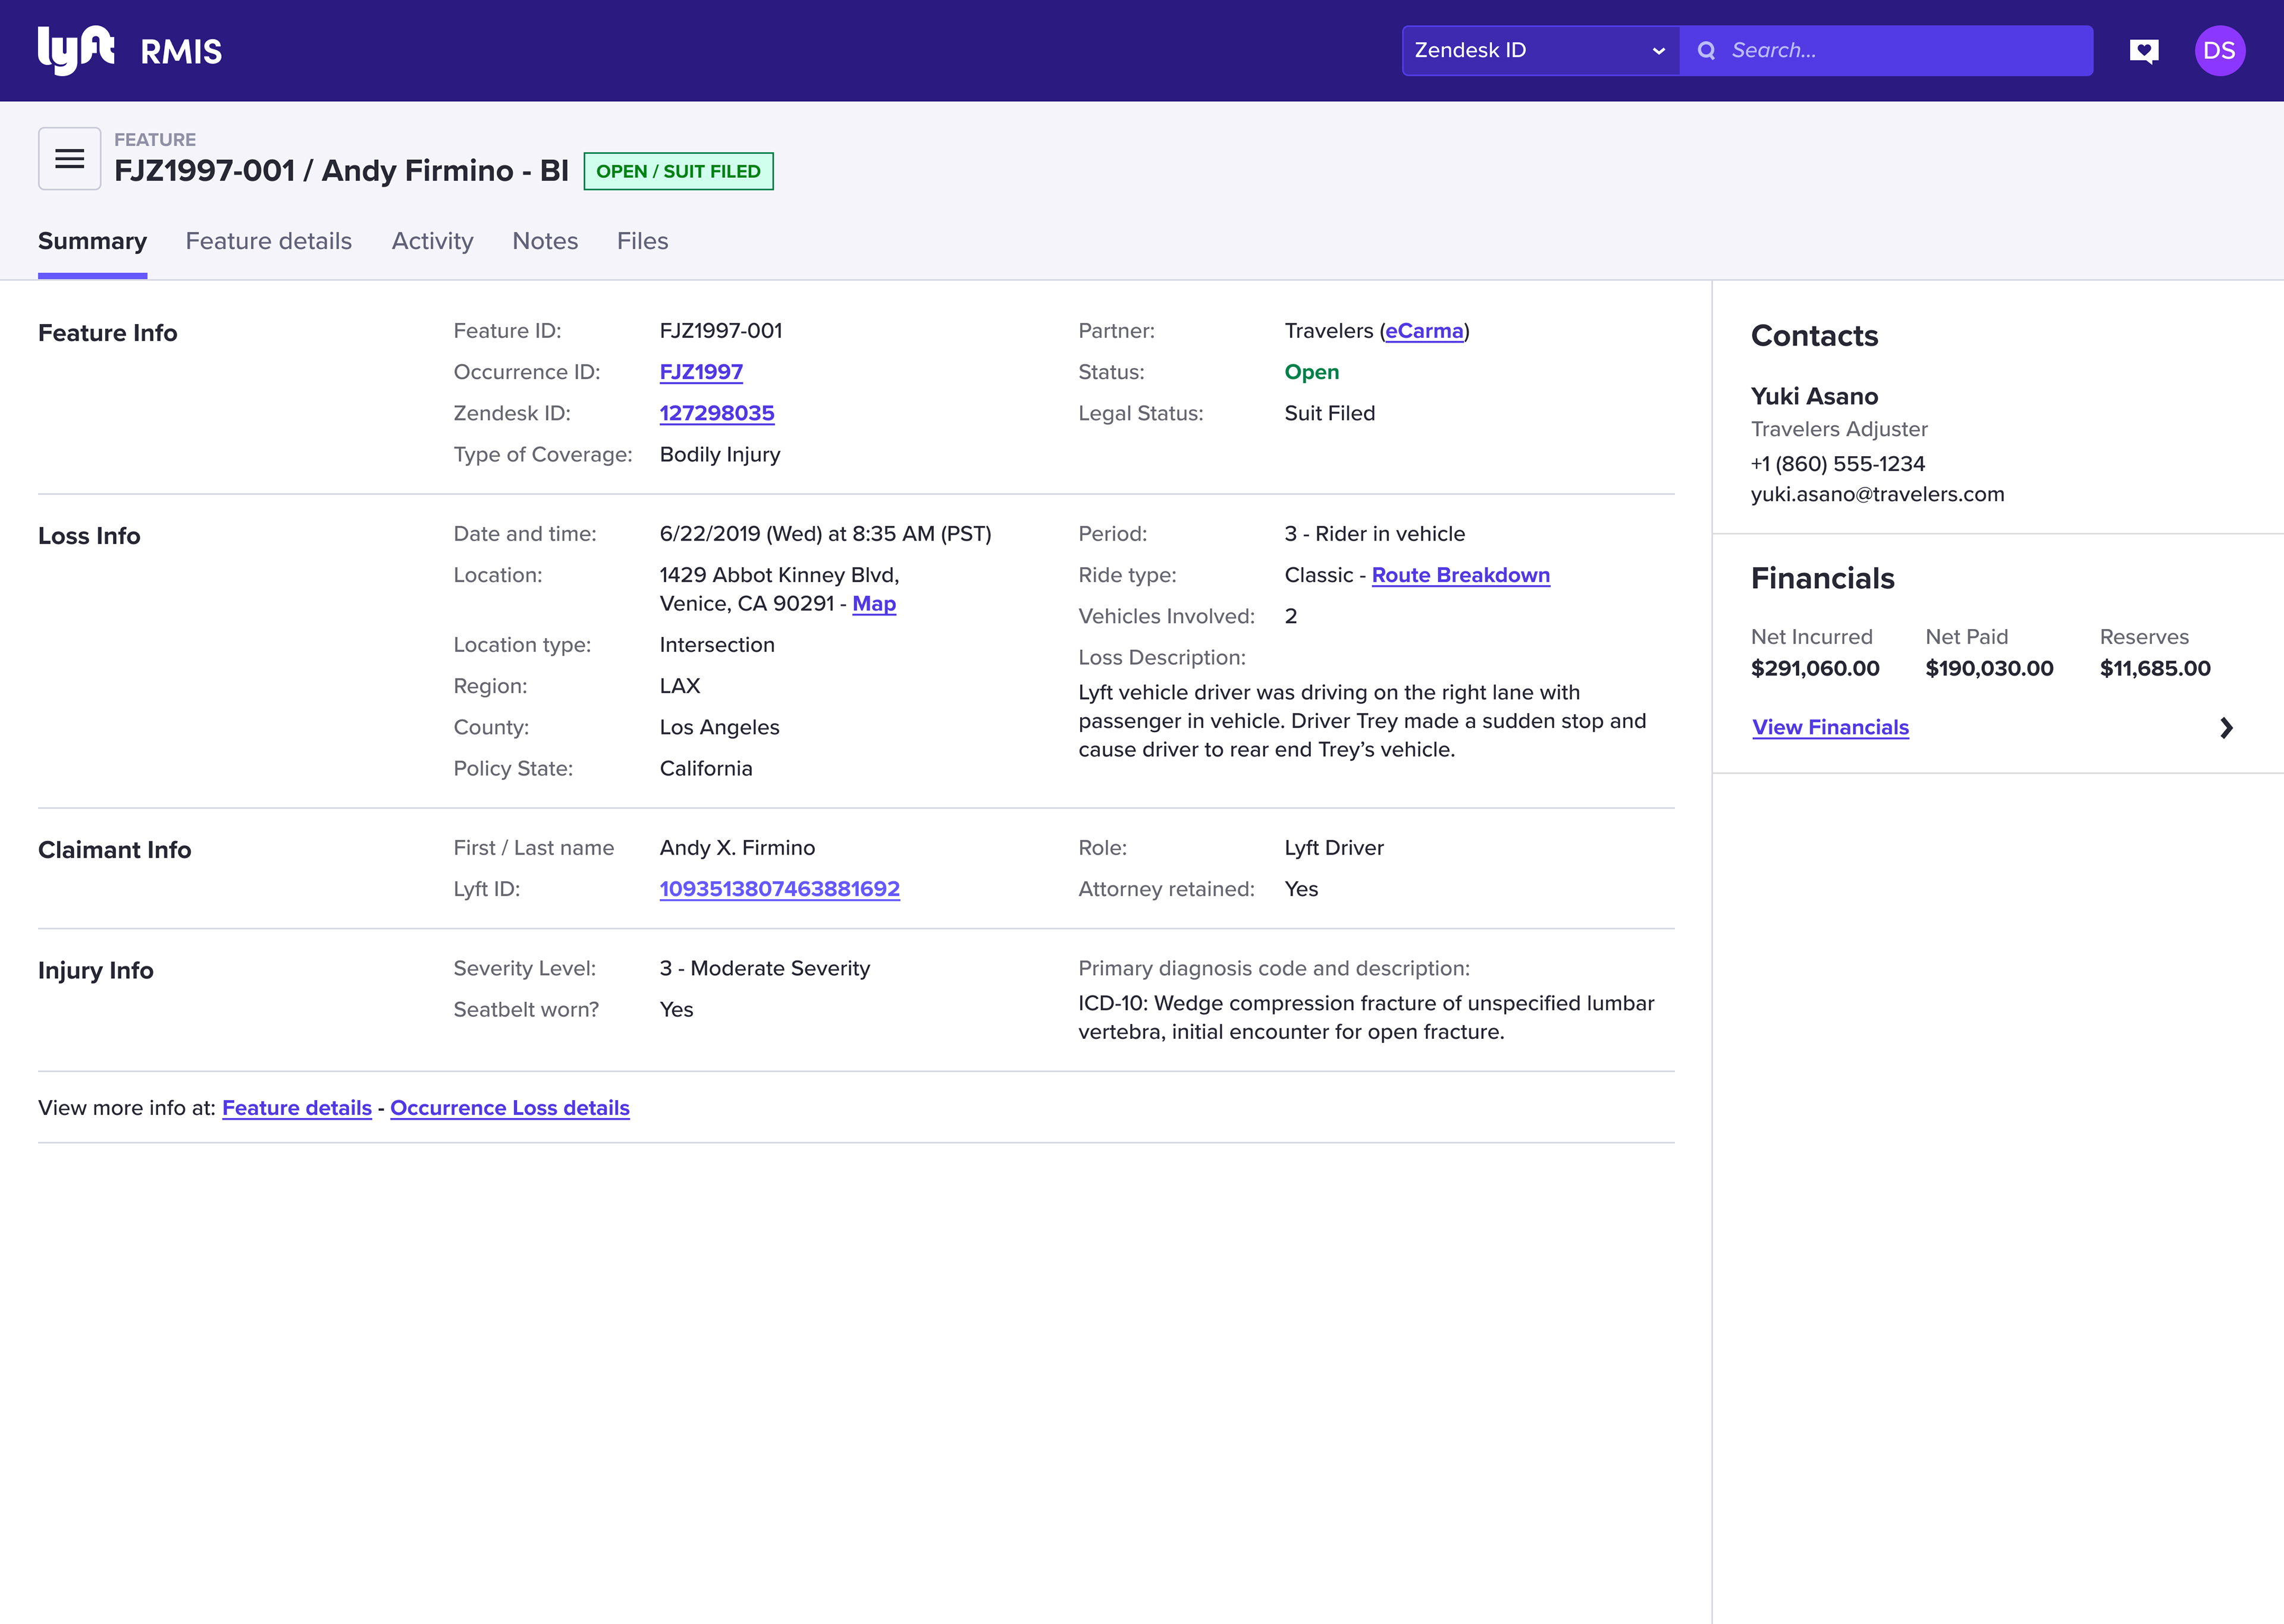 lyft RMIS
Zendesk ID
Search...
DS
FEATURE
FJZ1997-001 / Andy Firmino - BI
OPEN / SUIT FILED
Summary
Feature details
Activity
Notes
Files
Feature Info
Feature ID: FJZ1997-001
Occurrence ID: FJZ1997
Zendesk ID: 127298035
Type of Coverage: Bodily Injury
Partner: Travelers (eCarma)
Status: Open
Legal Status: Suit Filed
Loss Info
Date and time: 6/22/2019 (Wed) at 8:35 AM (PST)
Location: 1429 Abbot Kinney Blvd,
Venice, CA 90291 - Map
Location type: Intersection
Region: LAX
County: Los Angeles
Policy State: California
Period: 3 - Rider in vehicle
Ride type: Classic - Route Breakdown
Vehicles Involved: 2
Loss Description:
Lyft vehicle driver was driving on the right lane with
passenger in vehicle. Driver Trey made a sudden stop and
cause driver to rear end Trey’s vehicle.
Claimant Info
First / Last name Andy X. Firmino
Lyft ID: 1093513807463881692
Role: Lyft Driver
Attorney retained: Yes
Injury Info
Severity Level: 3 - Moderate Severity
Seatbelt worn? Yes
Primary diagnosis code and description:
ICD-10: Wedge compression fracture of unspecified lumbar
vertebra, initial encounter for open fracture.
View more info at: Feature details - Occurrence Loss details
Contacts
Yuki Asano
Travelers Adjuster
+1 (860) 555-1234
yuki.asano@travelers.com
Financials
Net Incurred Net Paid Reserves
$291,060.00 $190,030.00 $11,685.00
View Financials